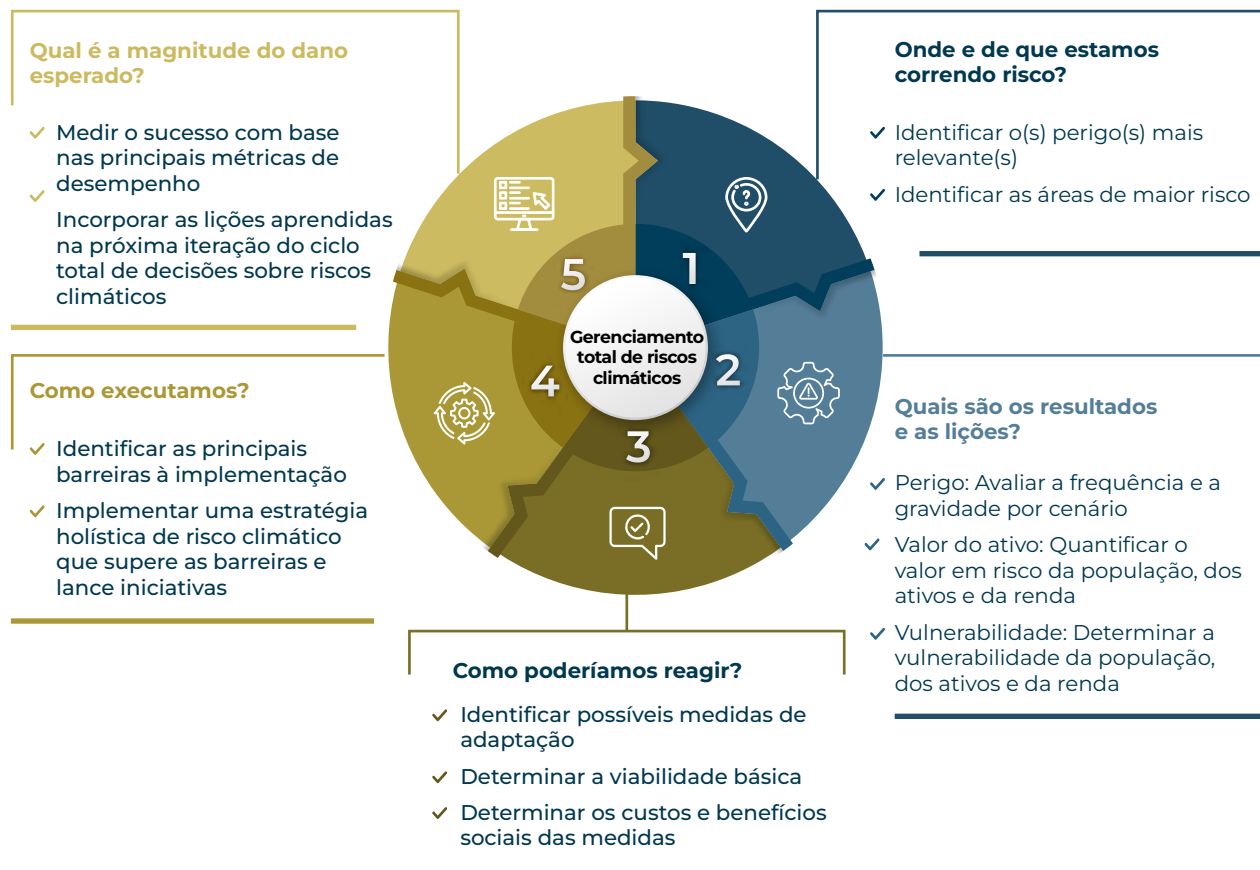 Qual é a magnitude do dano
esperado?
Medir o sucesso com base
nas principais métricas de
desempenho
Incorporar as lições aprendidas
na próxima iteração do ciclo
total de decisões sobre riscos
climáticos
Onde e de que estamos
correndo risco?
Identificar o(s) perigo(s) mais
relevante(s)
Identificar as áreas de maior risco
5
1
4
2
3
Gerenciamento
total de riscos
climáticos
Como executamos?
Identificar as principais
barreiras à implementação
Implementar uma estratégia
holística de risco climático
que supere as barreiras e
lance iniciativas
Quais são os resultados
e as lições?
Perigo: Avaliar a frequência e a
gravidade por cenário
Valor do ativo: Quantificar o
valor em risco da população, dos
ativos e da renda
Vulnerabilidade: Determinar a
vulnerabilidade da população,
dos ativos e da renda
Como poderíamos reagir?
Identificar possíveis medidas de
adaptação
Determinar a viabilidade básica
Determinar os custos e benefícios
sociais das medidas